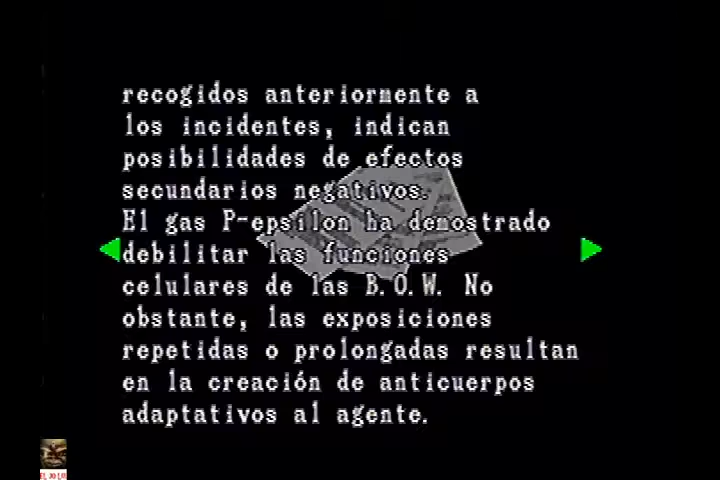 recogidos anteriormente a
los incidentes, indican
posibilidades de efectos
secundarios negativos.
El gas P-epsilon ha demostrado
debilitar las funciones
celulares de las B.O.W. No
obstante, las exposiciones
repetidas o prolongadas resultan
en la creación de anticuerpos
adaptativos al agente.